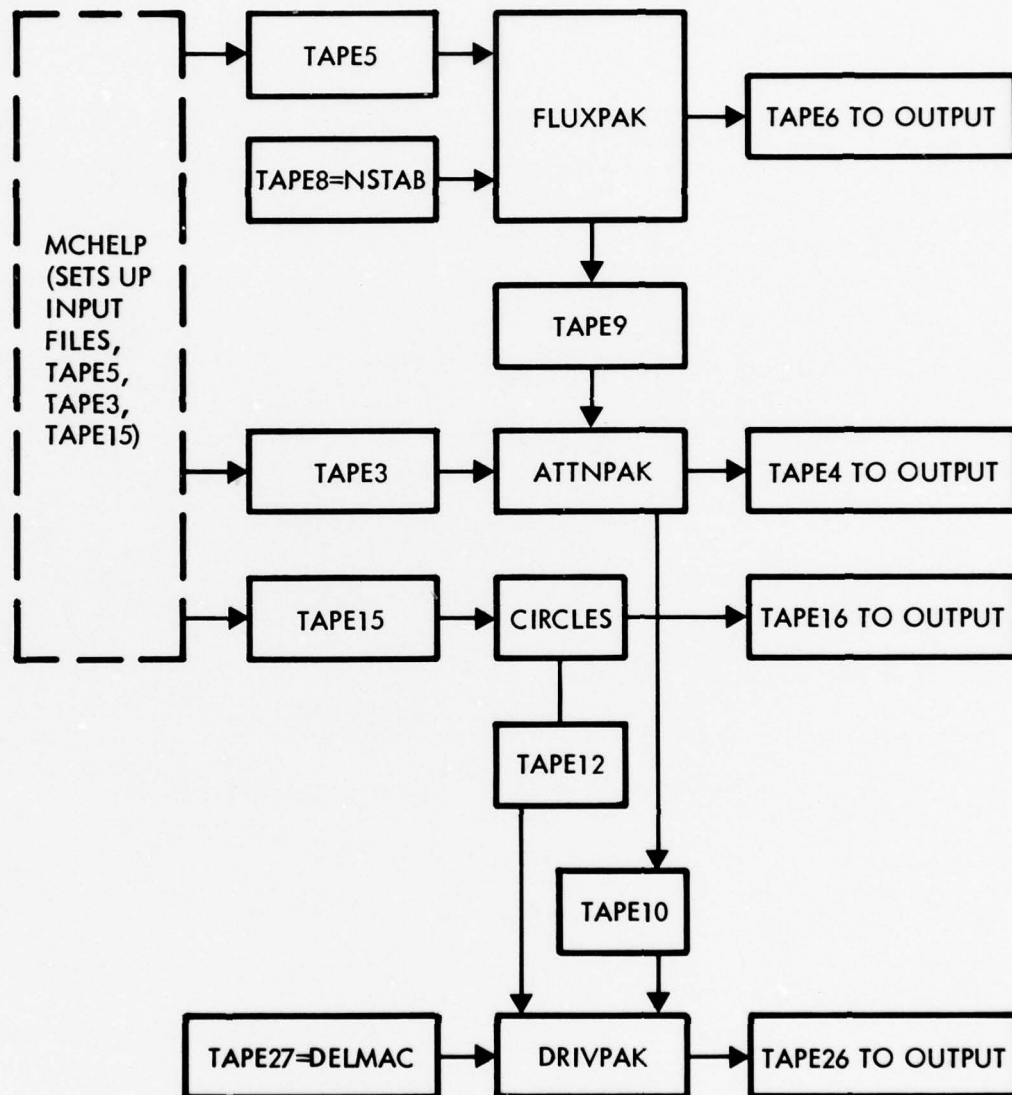 TAPE5
FLUXPAK
TAPE6 TO OUTPUT
TAPE8=NSTAB
MCHELP
(SETS UP
INPUT
FILES,
TAPE5,
TAPE3,
TAPE15)
TAPE9
TAPE3
ATTNPAK
TAPE4 TO OUTPUT
TAPE15
CIRCLES
TAPE16 TO OUTPUT
TAPE12
TAPE10
TAPE27=DELMAC
DRIVPAK
TAPE26 TO OUTPUT